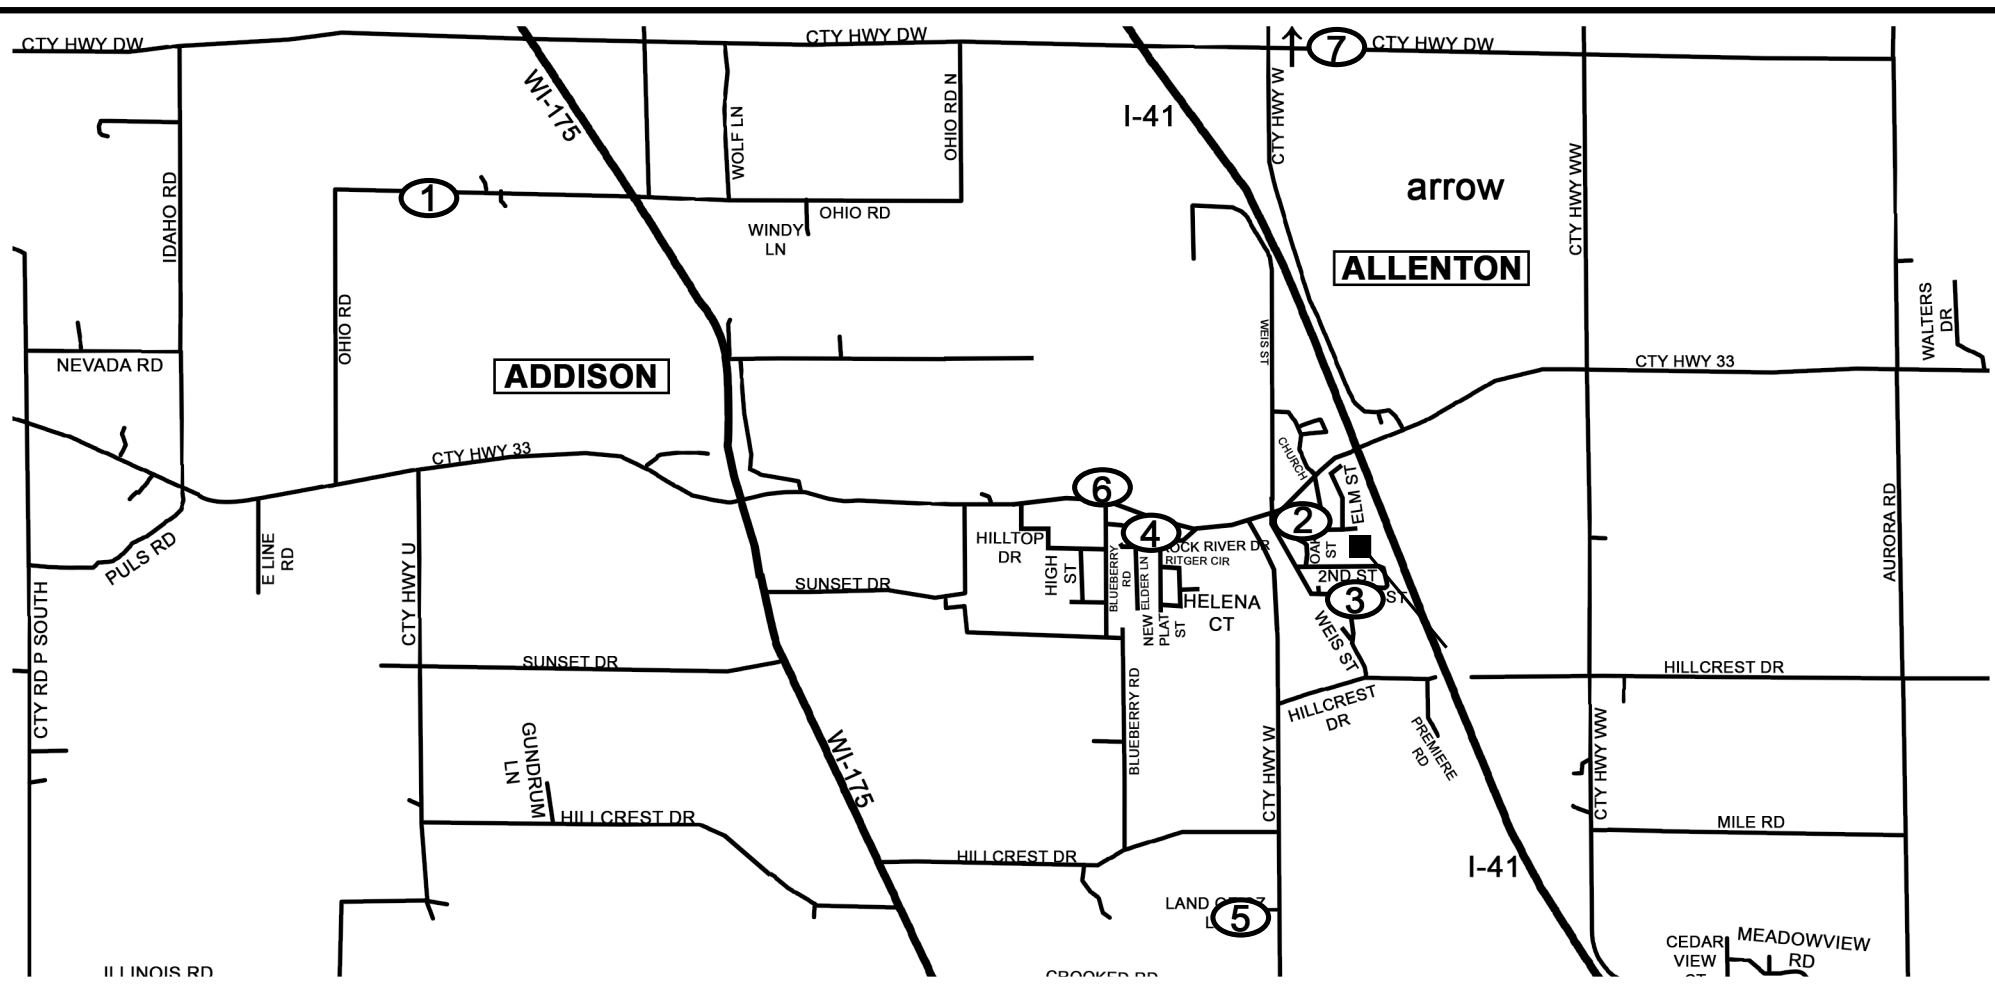 CTY HWY DW
CTY HWY DW
7
CTY HWY DW
WI-175
WOLF LN
OHIO RD N
I-41
CTY HWY W
arrow
CTY HWY WW
IDAHO RD
1
OHIO RD
WINDY
LN
ALLENTON
OHIO RD
WEIS ST
WALTERS
DR
NEVADA RD
ADDISON
CTY HWY 33
CTY HWY 33
CHURCH
ELM ST
6
2
4
AURORA RD
PULS RD
E LINE
RD
CTY HWY U
HILLTOP
DR
HIGH
ST
BLUEBERRY
RD
NEW ELDER LN
ROCK RIVER DR
RITGER CIR
PLAT
ST
HELENA
CT
OAK
ST
2ND ST
3
ST
SUNSET DR
CTY RD P SOUTH
SUNSET DR
WEIS ST
HILLCREST DR
BLUEBERRY RD
HILLCREST
DR
PREMIERE
RD
GUNDRUM
LN
WI-175
CTY HWY W
CTY HWY WW
HILLCREST DR
MILE RD
HILLCREST DR
I-41
LAND
5
CEDAR
VIEW
CT
MEADOWVIEW
RD
ILLINOIS RD
CROOKED RD